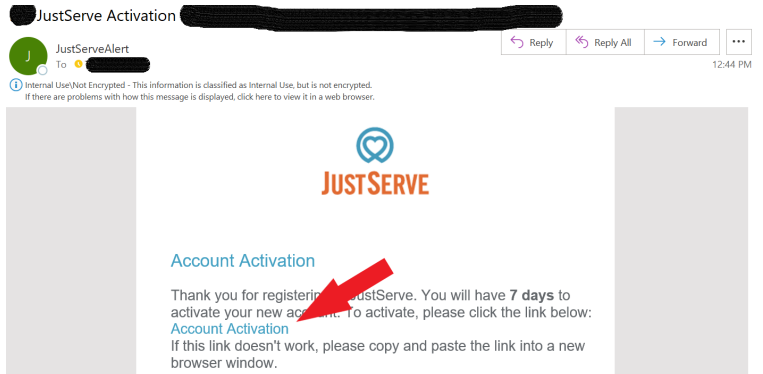 JustServe Activation
JustServeAlert
To
Reply
Reply All
Forward
...
12:44 PM
J
Internal Use\Not Encrypted - This information is classified as Internal Use, but is not encrypted.
If there are problems with how this message is displayed, click here to view it in a web browser.
JUSTSERVE
Account Activation
Thank you for registerin JustServe. You will have 7 days to
activate your new acc t. To activate, please click the link below:
Account Activation
If this link doesn't work, please copy and paste the link into a new
browser window.